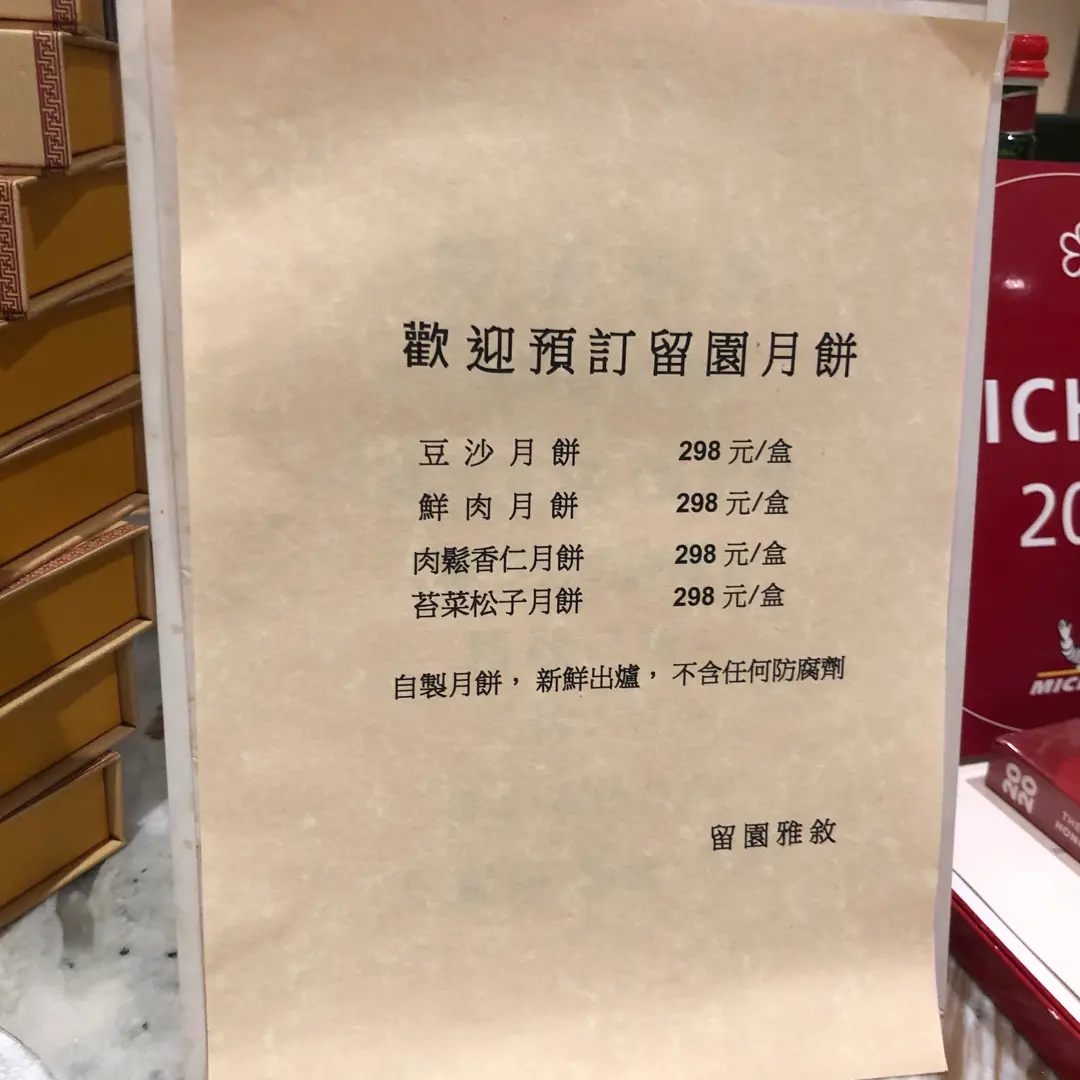 歡迎預訂留園月餅
豆沙月餅 298 元/盒
鮮肉月餅 298 元/盒
肉鬆香仁月餅 298 元/盒
苔菜松子月餅 298 元/盒
自製月餅，新鮮出爐，不含任何防腐劑
留園雅敘